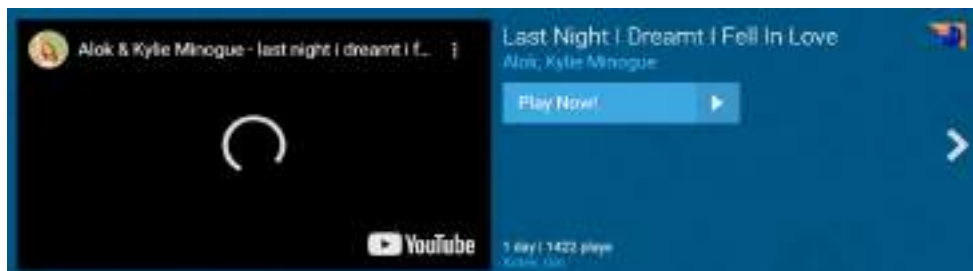 Alok & Kylie Minogue - last night i dreamt i f...
YouTube
Last Night I Dreamt I Fell In Love
Alok, Kylie Minogue
Play Now!
1 day | 1422 plays